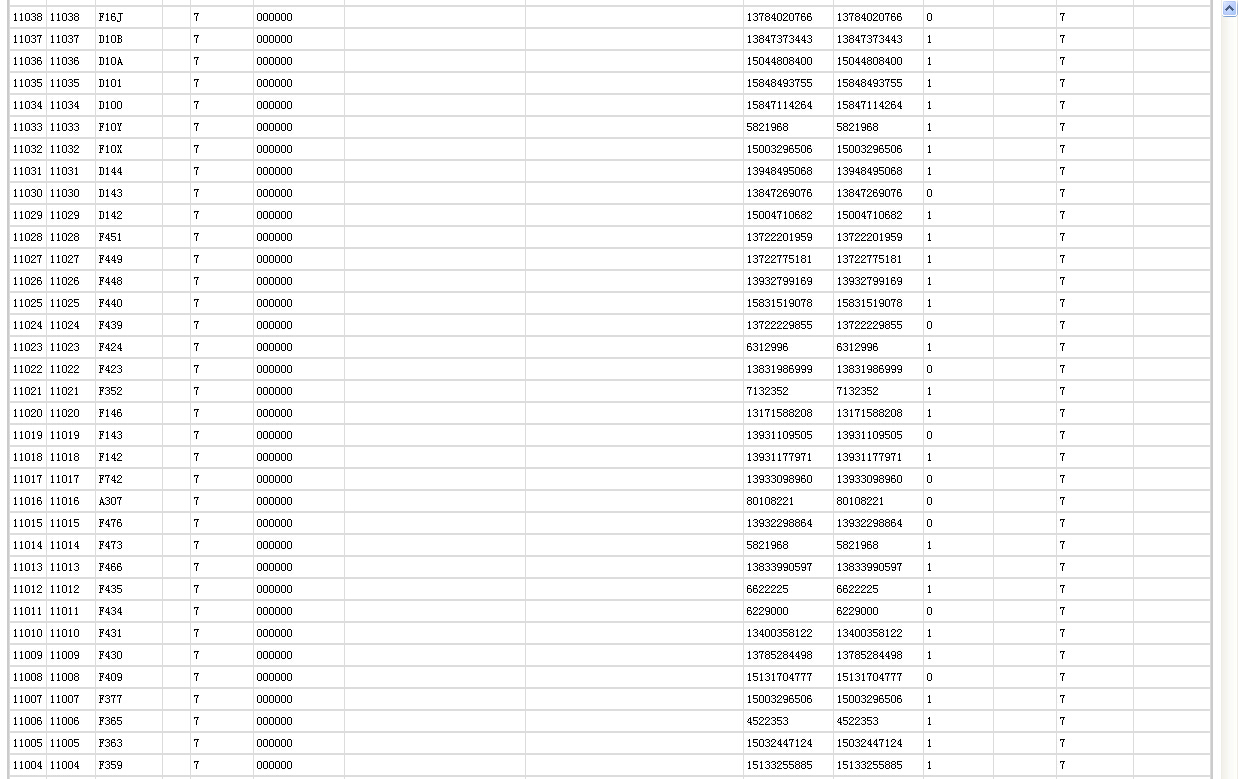 11038 11038 F16J 7 000000 13784020766 13784020766 0 7
11037 11037 D10B 7 000000 13847373443 13847373443 1 7
11036 11036 D10A 7 000000 15044808400 15044808400 1 7
11035 11035 D101 7 000000 15848493755 15848493755 1 7
11034 11034 D100 7 000000 15847114264 15847114264 1 7
11033 11033 F10Y 7 000000 5821968 5821968 1 7
11032 11032 F10X 7 000000 15003296506 15003296506 1 7
11031 11031 D144 7 000000 13948495068 13948495068 1 7
11030 11030 D143 7 000000 13847269076 13847269076 0 7
11029 11029 D142 7 000000 15004710682 15004710682 1 7
11028 11028 F451 7 000000 13722201959 13722201959 1 7
11027 11027 F449 7 000000 13722775181 13722775181 1 7
11026 11026 F448 7 000000 13932799169 13932799169 1 7
11025 11025 F440 7 000000 15831519078 15831519078 1 7
11024 11024 F439 7 000000 13722229855 13722229855 0 7
11023 11023 F424 7 000000 6312996 6312996 1 7
11022 11022 F423 7 000000 13831986999 13831986999 0 7
11021 11021 F352 7 000000 7132352 7132352 1 7
11020 11020 F146 7 000000 13171588208 13171588208 1 7
11019 11019 F143 7 000000 13931109505 13931109505 0 7
11018 11018 F142 7 000000 13931177971 13931177971 1 7
11017 11017 F742 7 000000 13933098960 13933098960 0 7
11016 11016 A307 7 000000 80108221 80108221 0 7
11015 11015 F476 7 000000 13932298864 13932298864 0 7
11014 11014 F473 7 000000 5821968 5821968 1 7
11013 11013 F466 7 000000 13833990597 13833990597 1 7
11012 11012 F435 7 000000 6622225 6622225 1 7
11011 11011 F434 7 000000 6229000 6229000 0 7
11010 11010 F431 7 000000 13400358122 13400358122 1 7
11009 11009 F430 7 000000 13785284498 13785284498 1 7
11008 11008 F409 7 000000 15131704777 15131704777 0 7
11007 11007 F377 7 000000 15003296506 15003296506 1 7
11006 11006 F365 7 000000 4522353 4522353 1 7
11005 11005 F363 7 000000 15032447124 15032447124 1 7
11004 11004 F359 7 000000 15133255885 15133255885 1 7